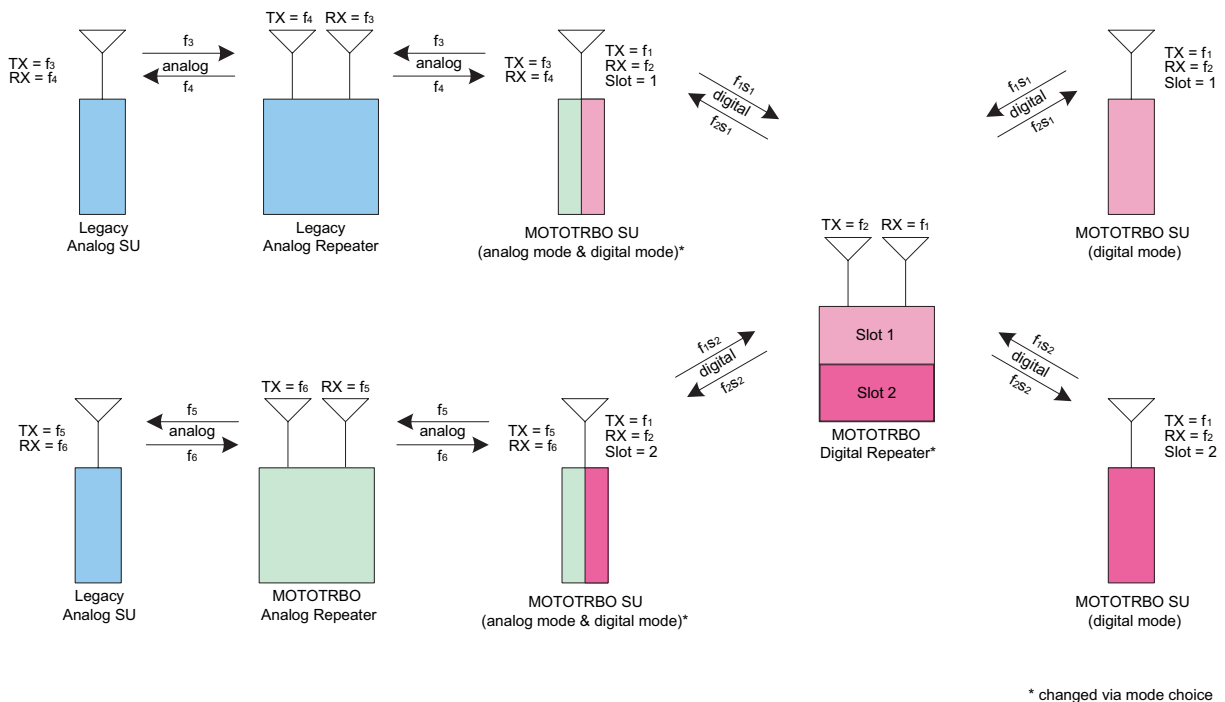 TX = f4 RX = f3
TX = f3
RX = f4
f3
analog
f4
f3
analog
f4
TX = f3
RX = f4
TX = f1
RX = f2
Slot = 1
f1s1
digital
f2s1
f1s1
digital
f2s1
TX = f1
RX = f2
Slot = 1
Legacy
Analog SU
Legacy
Analog Repeater
MOTOTRBO SU
(analog mode & digital mode)*
MOTOTRBO SU
(digital mode)
TX = f2 RX = f1
Slot 1
Slot 2
MOTOTRBO
Digital Repeater*
f1s2
digital
f2s2
f1s2
digital
f2s2
TX = f6 RX = f5
TX = f5
RX = f6
f5
analog
f6
f5
analog
f6
TX = f5
RX = f6
TX = f1
RX = f2
Slot = 2
TX = f1
RX = f2
Slot = 2
Legacy
Analog SU
MOTOTRBO
Analog Repeater
MOTOTRBO SU
(analog mode & digital mode)*
MOTOTRBO SU
(digital mode)
* changed via mode choice